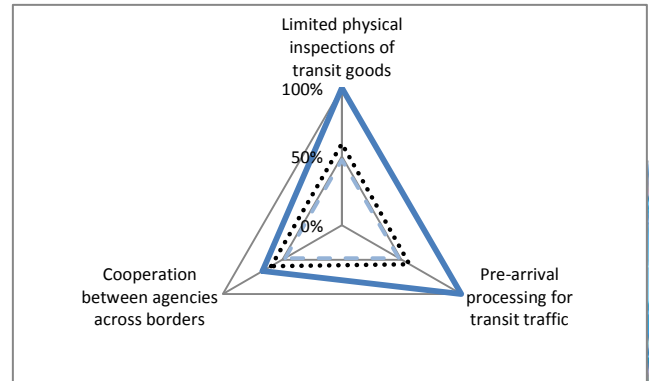 Limited physical
inspections of
transit goods
100%
50%
0%
Cooperation
between agencies
across borders
Pre-arrival
processing for
transit traffic